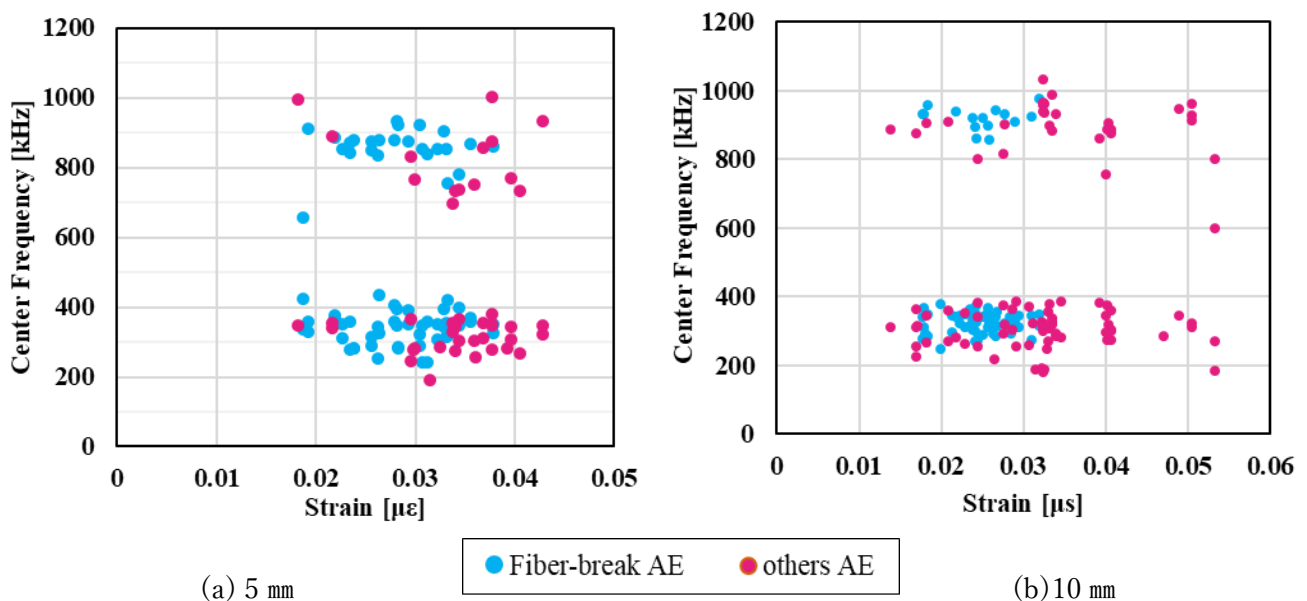 1200
1000
800
600
400
200
0
Center Frequency [kHz]
0 0.01 0.02 0.03 0.04 0.05
Strain [με]
1200
1000
800
600
400
200
0
Center Frequency [kHz]
0 0.01 0.02 0.03 0.04 0.05 0.06
Strain [μs]
Fiber-break AE others AE
(a) 5 ㎜
(b)10 ㎜